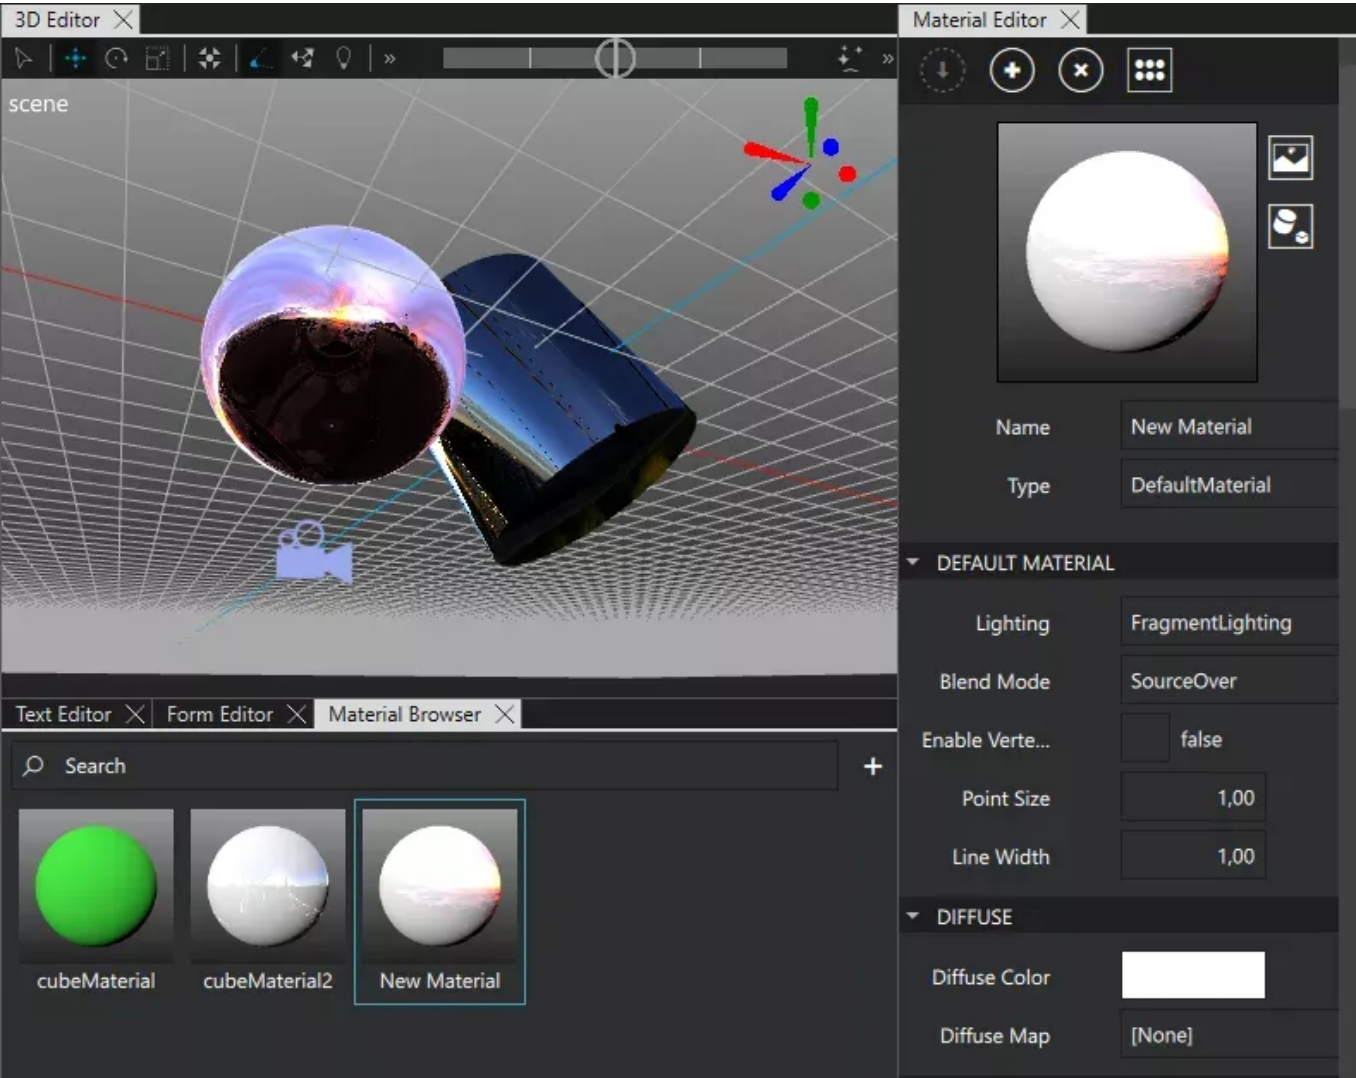 3D Editor
scene
Text Editor
Form Editor
Material Browser
Search
cubeMaterial
cubeMaterial2
New Material
Material Editor
Name
New Material
Type
DefaultMaterial
DEFAULT MATERIAL
Lighting
FragmentLighting
Blend Mode
SourceOver
Enable Verte...
false
Point Size
1,00
Line Width
1,00
DIFFUSE
Diffuse Color
Diffuse Map
[None]